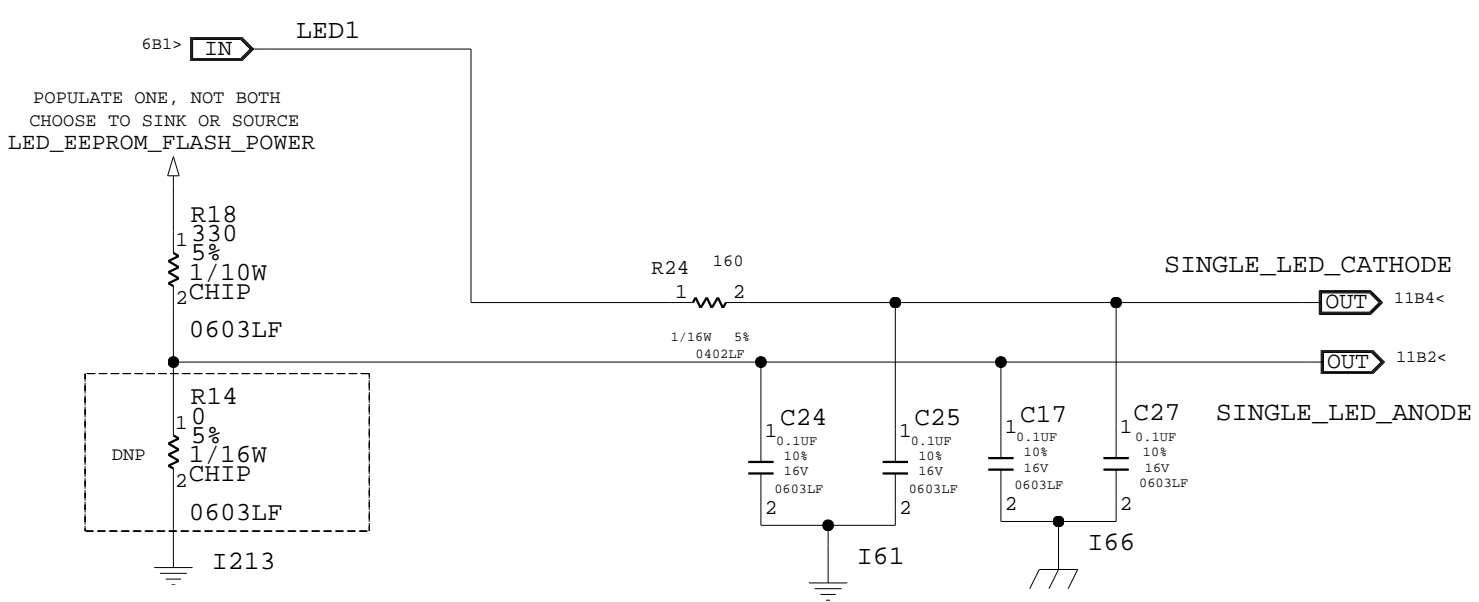 LED1
6B1>
IN
POPULATE ONE, NOT BOTH
CHOOSE TO SINK OR SOURCE
LED_EEPROM_FLASH_POWER
R18
1
330
5%
1/10W
2
CHIP
0603LF
R24
160
1
2
1/16W 5%
0402LF
SINGLE_LED_CATHODE
OUT
11B4<
OUT
11B2<
SINGLE_LED_ANODE
DNP
R14
1
0
5%
1/16W
2
CHIP
0603LF
I213
C24
1
0.1UF
10%
16V
0603LF
2
C25
1
0.1UF
10%
16V
0603LF
2
I61
C17
1
0.1UF
10%
16V
0603LF
2
C27
1
0.1UF
10%
16V
0603LF
2
I66